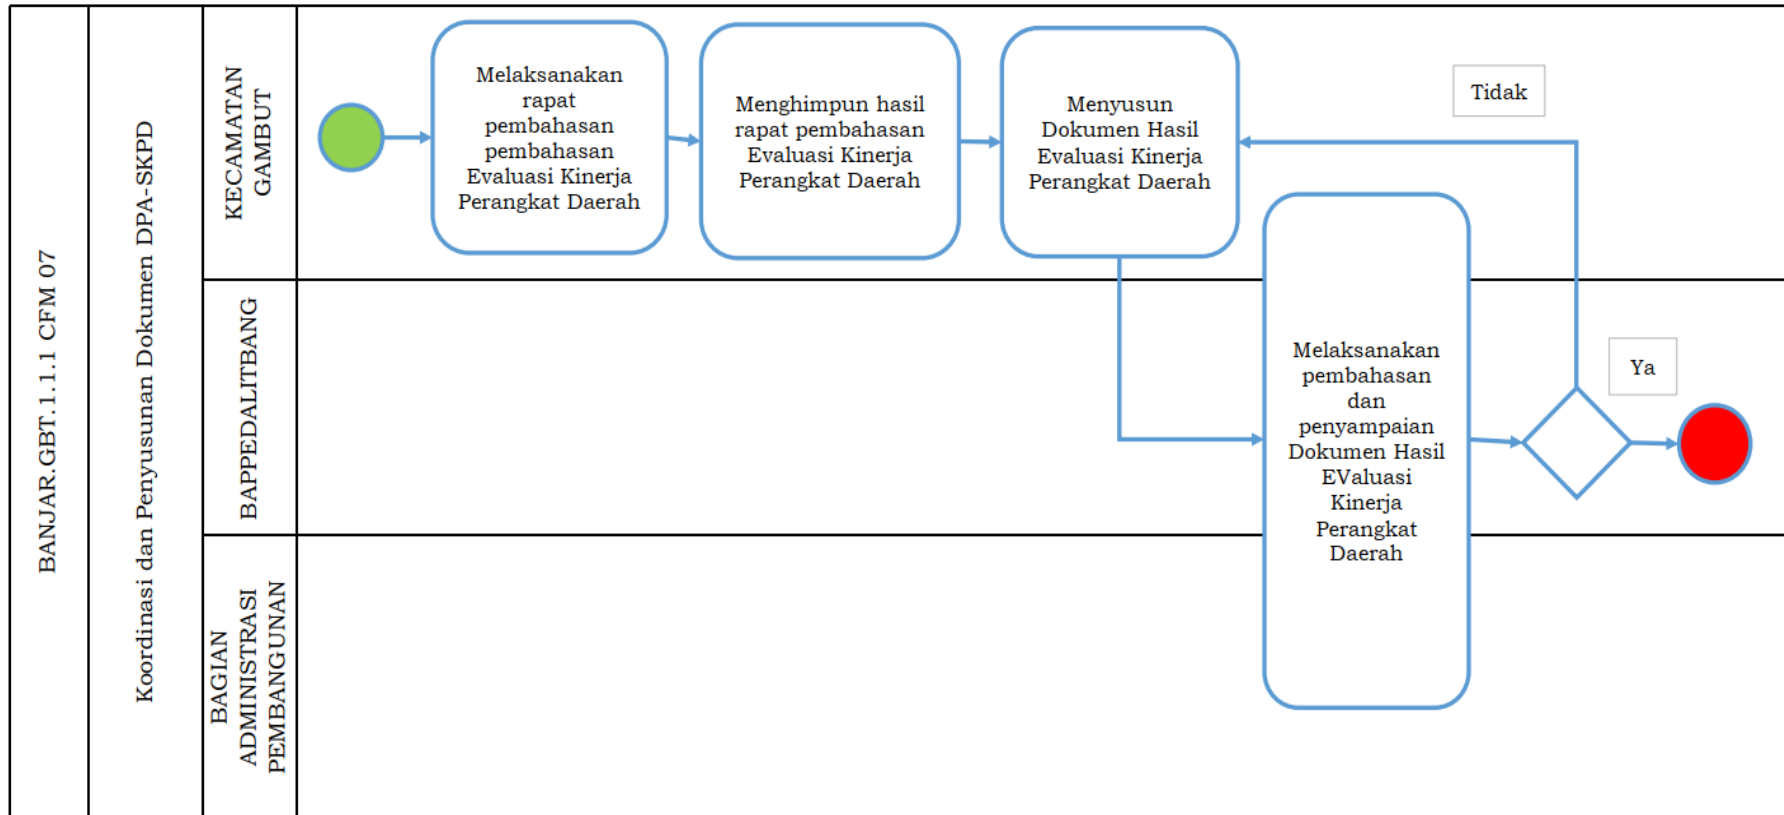 BANJAR.GBT.1.1.1.1 CFM 07
Koordinasi dan Penyusunan Dokumen DPA-SKPD
KECAMATAN
GAMBUT
Melaksanakan
rapat
pembahasan
pembahasan
Evaluasi Kinerja
Perangkat Daerah
Menghimpun hasil
rapat pembahasan
Evaluasi Kinerja
Perangkat Daerah
Menyusun
Dokumen Hasil
Evaluasi Kinerja
Perangkat Daerah
Tidak
BAPPEDALITBANG
Melaksanakan
pembahasan
dan
penyampaian
Dokumen Hasil
EValuasi
Kinerja
Perangkat
Daerah
Ya
BAGIAN
ADMINISTRASI
PEMBANGUNAN